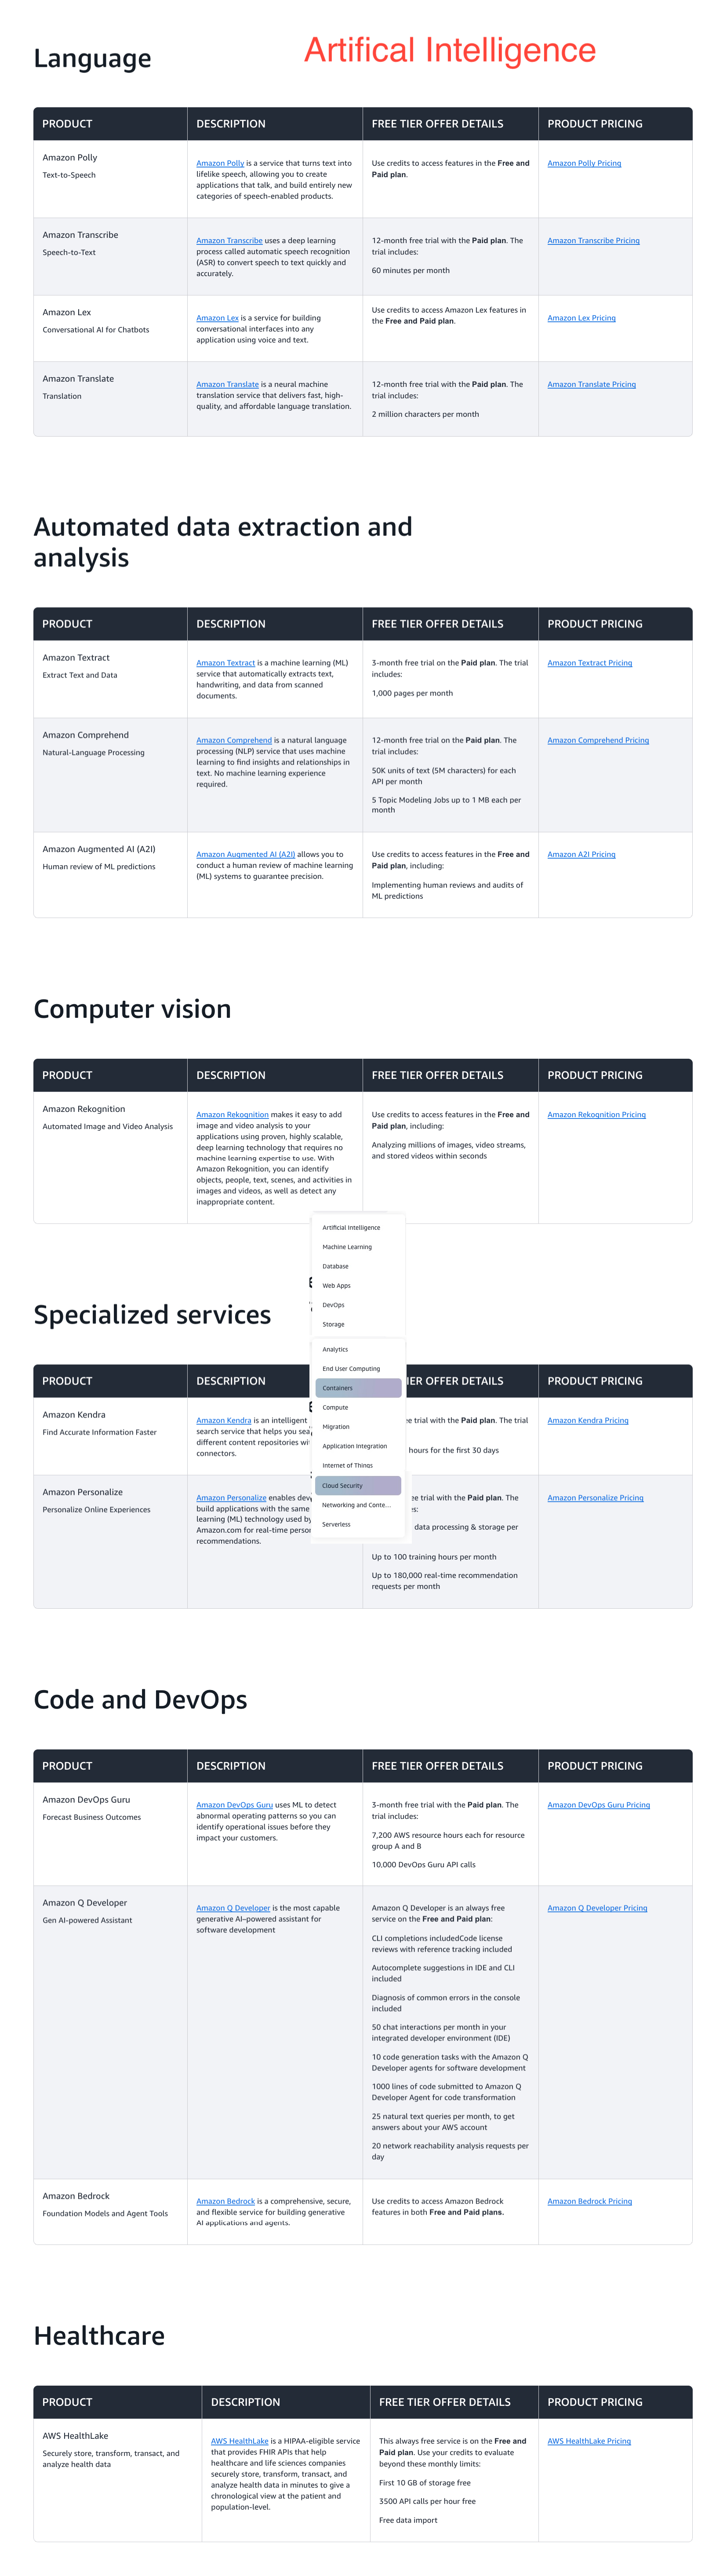 Artifical Intelligence
Language
PRODUCT
DESCRIPTION
FREE TIER OFFER DETAILS
PRODUCT PRICING
Amazon Polly
Text-to-Speech
Amazon Polly is a service that turns text into
lifelike speech, allowing you to create
applications that talk, and build entirely new
categories of speech-enabled products.
Use credits to access features in the Free and
Paid plan.
Amazon Polly Pricing
Amazon Transcribe
Speech-to-Text
Amazon Transcribe uses a deep learning
process called automatic speech recognition
(ASR) to convert speech to text quickly and
accurately.
12-month free trial with the Paid plan. The
trial includes:
60 minutes per month
Amazon Transcribe Pricing
Amazon Lex
Conversational AI for Chatbots
Amazon Lex is a service for building
conversational interfaces into any
application using voice and text.
Use credits to access Amazon Lex features in
the Free and Paid plan.
Amazon Lex Pricing
Amazon Translate
Translation
Amazon Translate is a neural machine
translation service that delivers fast, high-
quality, and affordable language translation.
12-month free trial with the Paid plan. The
trial includes:
2 million characters per month
Amazon Translate Pricing
Automated data extraction and
analysis
PRODUCT
DESCRIPTION
FREE TIER OFFER DETAILS
PRODUCT PRICING
Amazon Textract
Extract Text and Data
Amazon Textract is a machine learning (ML)
service that automatically extracts text,
handwriting, and data from scanned
documents.
3-month free trial on the Paid plan. The trial
includes:
1,000 pages per month
Amazon Textract Pricing
Amazon Comprehend
Natural-Language Processing
Amazon Comprehend is a natural language
processing (NLP) service that uses machine
learning to find insights and relationships in
text. No machine learning experience
required.
12-month free trial on the Paid plan. The
trial includes:
50K units of text (5M characters) for each
API per month
5 Topic Modeling Jobs up to 1 MB each per
month
Amazon Comprehend Pricing
Amazon Augmented AI (A2I)
Human review of ML predictions
Amazon Augmented AI (A2I) allows you to
conduct a human review of machine learning
(ML) systems to guarantee precision.
Use credits to access features in the Free and
Paid plan, including:
Implementing human reviews and audits of
ML predictions
Amazon A2I Pricing
Computer vision
PRODUCT
DESCRIPTION
FREE TIER OFFER DETAILS
PRODUCT PRICING
Amazon Rekognition
Automated Image and Video Analysis
Amazon Rekognition makes it easy to add
image and video analysis to your
applications using proven, highly scalable,
deep learning technology that requires no
machine learning expertise to use. With
Amazon Rekognition, you can identify
objects, people, text, scenes, and activities in
images and videos, as well as detect any
inappropriate content.
Use credits to access features in the Free and
Paid plan, including:
Analyzing millions of images, video streams,
and stored videos within seconds
Amazon Rekognition Pricing
Artificial Intelligence
Machine Learning
Database
Web Apps
DevOps
Storage
Analytics
End User Computing
Containers
Compute
Migration
Application Integration
Internet of Things
Cloud Security
Networking and Conte...
Serverless
Specialized services
PRODUCT
DESCRIPTION
TIER OFFER DETAILS
PRODUCT PRICING
Amazon Kendra
Find Accurate Information Faster
Amazon Kendra is an intelligent
search service that helps you
different content repositories
connectors.
trial with the Paid plan. The trial
hours for the first 30 days
Amazon Kendra Pricing
Amazon Personalize
Personalize Online Experiences
Amazon Personalize enables
build applications with the same
learning (ML) technology used by
Amazon.com for real-time
recommendations.
trial with the Paid plan. The
data processing & storage per
Up to 100 training hours per month
Up to 180,000 real-time recommendation
requests per month
Amazon Personalize Pricing
Code and DevOps
PRODUCT
DESCRIPTION
FREE TIER OFFER DETAILS
PRODUCT PRICING
Amazon DevOps Guru
Forecast Business Outcomes
Amazon DevOps Guru uses ML to detect
abnormal operating patterns so you can
identify operational issues before they
impact your customers.
3-month free trial with the Paid plan. The
trial includes:
7,200 AWS resource hours each for resource
group A and B
10,000 DevOps Guru API calls
Amazon DevOps Guru Pricing
Amazon Q Developer
Gen AI-powered Assistant
Amazon Q Developer is the most capable
generative AI–powered assistant for
software development
Amazon Q Developer is an always free
service on the Free and Paid plan:
CLI completions includedCode license
reviews with reference tracking included
Autocomplete suggestions in IDE and CLI
included
Diagnosis of common errors in the console
included
50 chat interactions per month in your
integrated developer environment (IDE)
10 code generation tasks with the Amazon Q
Developer agents for software development
1000 lines of code submitted to Amazon Q
Developer Agent for code transformation
25 natural text queries per month, to get
answers about your AWS account
20 network reachability analysis requests per
day
Amazon Q Developer Pricing
Amazon Bedrock
Foundation Models and Agent Tools
Amazon Bedrock is a comprehensive, secure,
and flexible service for building generative
AI applications and agents.
Use credits to access Amazon Bedrock
features in both Free and Paid plans.
Amazon Bedrock Pricing
Healthcare
PRODUCT
DESCRIPTION
FREE TIER OFFER DETAILS
PRODUCT PRICING
AWS HealthLake
Securely store, transform, transact, and
analyze health data
AWS HealthLake is a HIPAA-eligible service
that provides FHIR APIs that help
healthcare and life sciences companies
securely store, transform, transact, and
analyze health data in minutes to give a
chronological view at the patient and
population-level.
This always free service is on the Free and
Paid plan. Use your credits to evaluate
beyond these monthly limits:
First 10 GB of storage free
3500 API calls per hour free
Free data import
AWS HealthLake Pricing